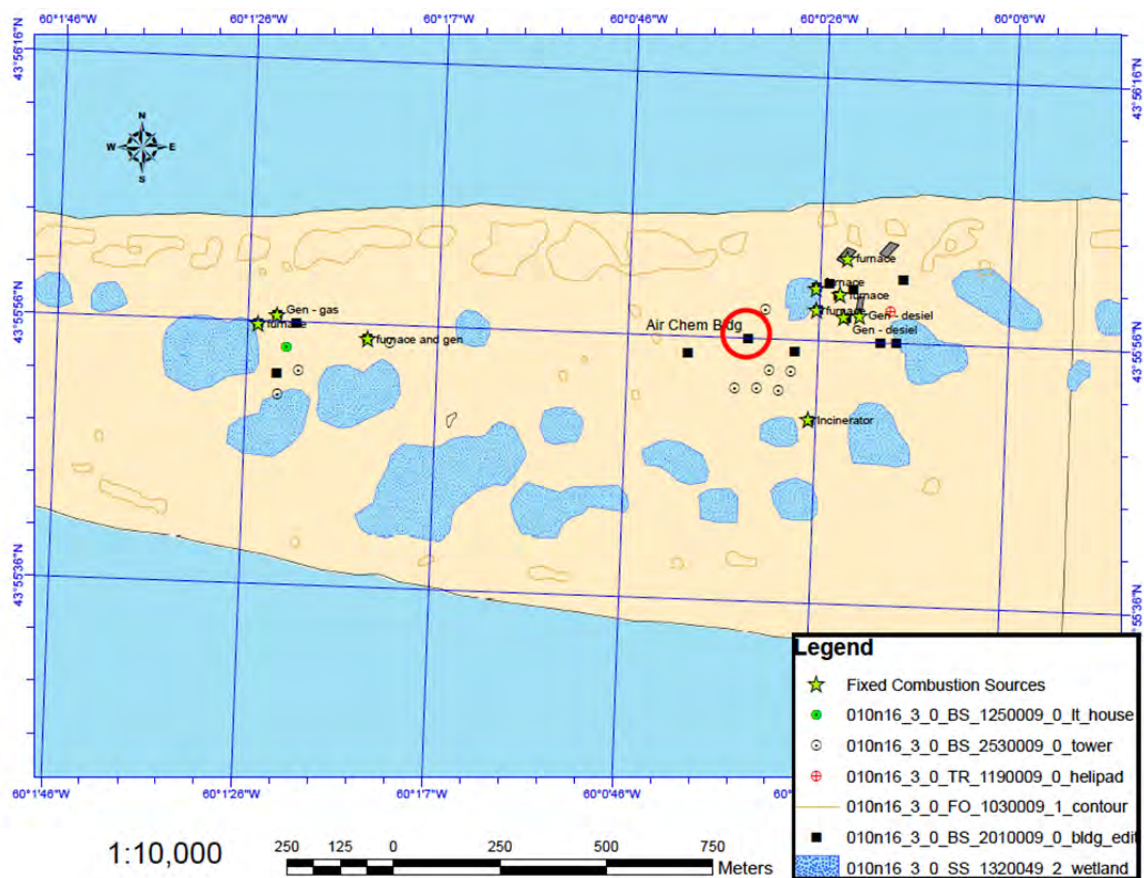 60°1'46"W 60°1'26"W 60°1'7"W 60°0'46"W 60°0'26"W 60°0'6"W
43°56'16"N
43°56'16"N
N
W E
S
furnace
furnace
furnace
Gen - gas
furnace
Gen - desiel
43°55'56"N
furnace
Air Chem Bldg
Gen - desiel
furnace and gen
43°55'56"N
Incinerator
43°55'36"N
43°55'36"N
Legend
Fixed Combustion Sources
010n16_3_0_BS_1250009_0_lt_house
010n16_3_0_BS_2530009_0_tower
010n16_3_0_TR_1190009_0_helipad
010n16_3_0_FO_1030009_1_contour
010n16_3_0_BS_2010009_0_bldg_edit
010n16_3_0_SS_1320049_2_wetland
60°1'46"W 60°1'26"W 60°1'7"W 60°0'46"W
1:10,000
250 125 0 250 500 750
Meters